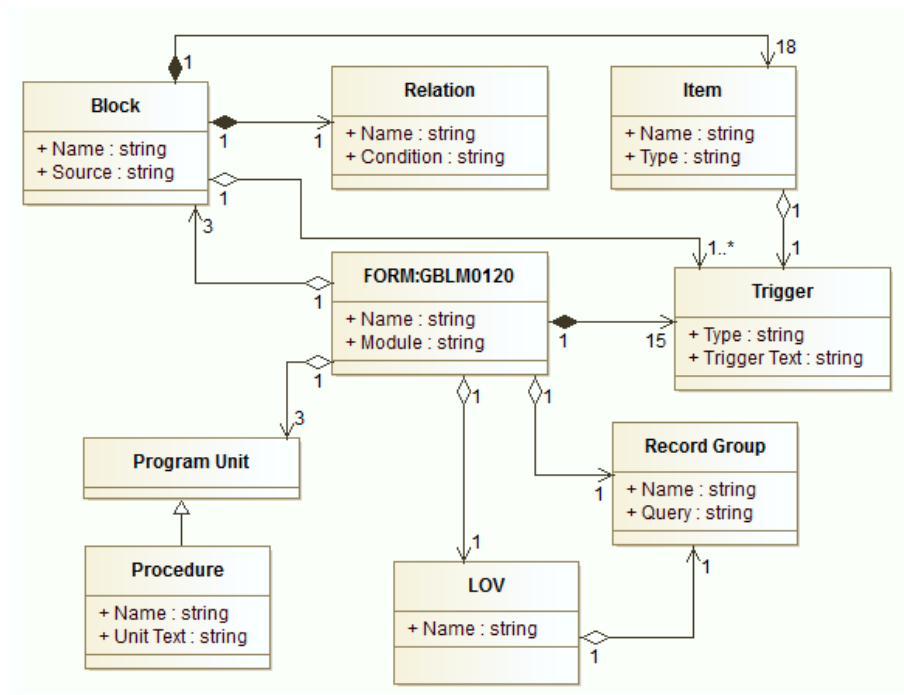 1
18
Block
+ Name : string
+ Source : string
Relation
+ Name : string
+ Condition : string
Item
+ Name : string
+ Type : string
1
1
1
1
1
3
1..*
FORM:GBLM0120
+ Name : string
+ Module : string
1
1
15
Trigger
+ Type : string
+ Trigger Text : string
1
3
1
1
Program Unit
Record Group
+ Name : string
+ Query : string
1
1
Procedure
+ Name : string
+ Unit Text : string
LOV
+ Name : string
1
1